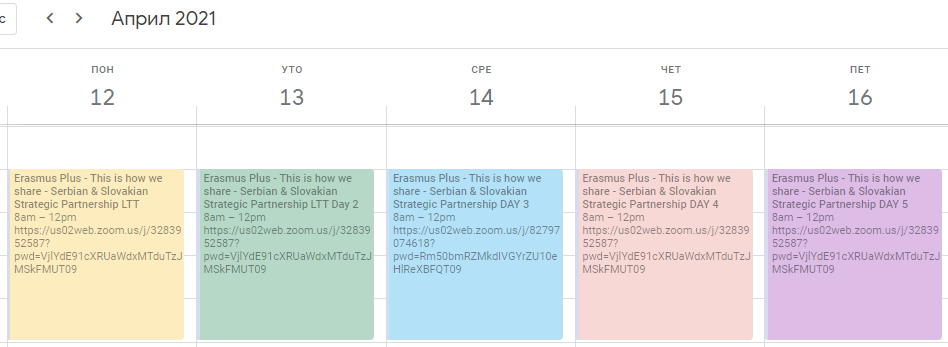 с
Април 2021
ПОН
12
УТО
13
СРЕ
14
ЧЕТ
15
ПЕТ
16
Erasmus Plus - This is how we
share - Serbian & Slovakian
Strategic Partnership LTT
8am – 12pm
https://us02web.zoom.us/j/32839
52587?
pwd=VjlYdE91cXRUaWdxMTduTzJ
MSkFMUT09
Erasmus Plus - This is how we
share - Serbian & Slovakian
Strategic Partnership LTT Day 2
8am – 12pm
https://us02web.zoom.us/j/32839
52587?
pwd=VjlYdE91cXRUaWdxMTduTzJ
MSkFMUT09
Erasmus Plus - This is how we
share - Serbian & Slovakian
Strategic Partnership DAY 3
8am – 12pm
https://us02web.zoom.us/j/82797
074618?
pwd=Rm50bmRZMkdIVGYrZU10e
HlReXBFQT09
Erasmus Plus - This is how we
share - Serbian & Slovakian
Strategic Partnership DAY 4
8am – 12pm
https://us02web.zoom.us/j/32839
52587?
pwd=VjlYdE91cXRUaWdxMTduTzJ
MSkFMUT09
Erasmus Plus - This is how we
share - Serbian & Slovakian
Strategic Partnership DAY 5
8am – 12pm
https://us02web.zoom.us/j/32839
52587?
pwd=VjlYdE91cXRUaWdxMTduTzJ
MSkFMUT09